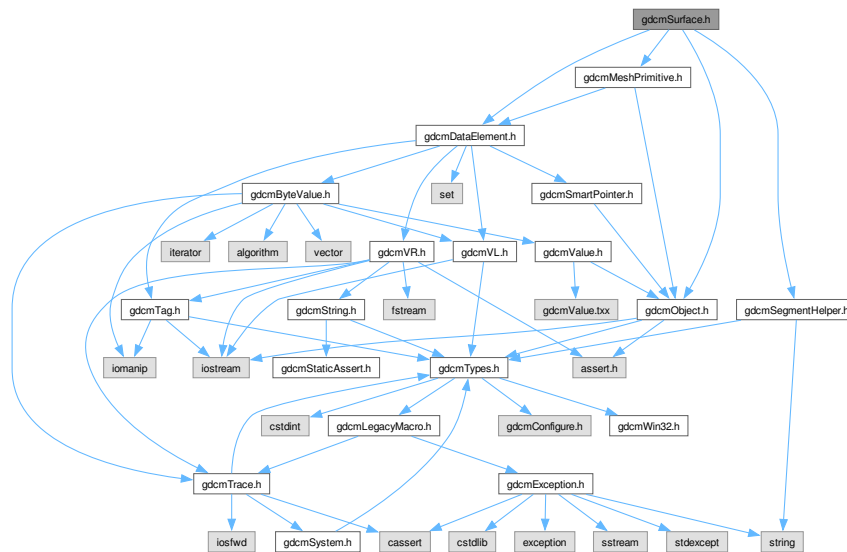 gdcmSurface.h
gdcmMeshPrimitive.h
gdcmDataElement.h
gdcmByteValue.h
set
gdcmSmartPointer.h
iterator
algorithm
vector
gdcmVR.h
gdcmVL.h
gdcmValue.h
gdcmTag.h
gdcmString.h
fstream
gdcmValue.txx
gdcmObject.h
gdcmSegmentHelper.h
iomanip
iostream
gdcmStaticAssert.h
gdcmTypes.h
assert.h
cstdint
gdcmLegacyMacro.h
gdcmConfigure.h
gdcmWin32.h
gdcmTrace.h
gdcmException.h
iosfwd
gdcmSystem.h
cassert
cstdlib
exception
sstream
stdexcept
string